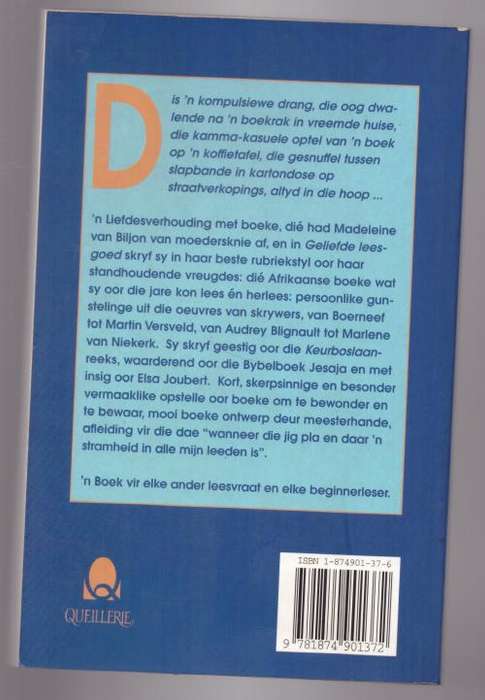 Dis 'n kompulsiewe drang, die oog dwa-
lende na 'n boekrak in vreemde huise,
die kamma-kasuele optel van 'n boek
op 'n koffietafel, die gesnuffel tussen
slapbande in kartondose op
straatverkopings, altyd in die hoop ...
'n Liefdesverhouding met boeke, dié had Madeleine
van Biljon van moedersknie af, en in Geliefde lees-
goed skryf sy in haar beste rubriekstyl oor haar
standhoudende vreugdes: dié Afrikaanse boeke wat
sy oor die jare kon lees én herlees: persoonlike gun-
stelinge uit die oeuvres van skrywers, van Boerneef
tot Martin Versveld, van Audrey Blignault tot Marlene
van Niekerk. Sy skryf geestig oor die Keurboslaan-
reeks, waarderend oor die Bybelboek Jesaja en met
insig oor Elsa Joubert. Kort, skerpsinnige en besonder
vermaaklike opstelle oor boeke om te bewonder en
te bewaar, mooi boeke ontwerp deur meesterhande,
afleiding vir die dae "wanneer die jig pla en daar 'n
stramheid in alle mijn leeden is".
'n Boek vir elke ander leesvraat en elke beginnerleser.
ISBN 1-874901-37-6
QUEILLERIE
9 781874 901372